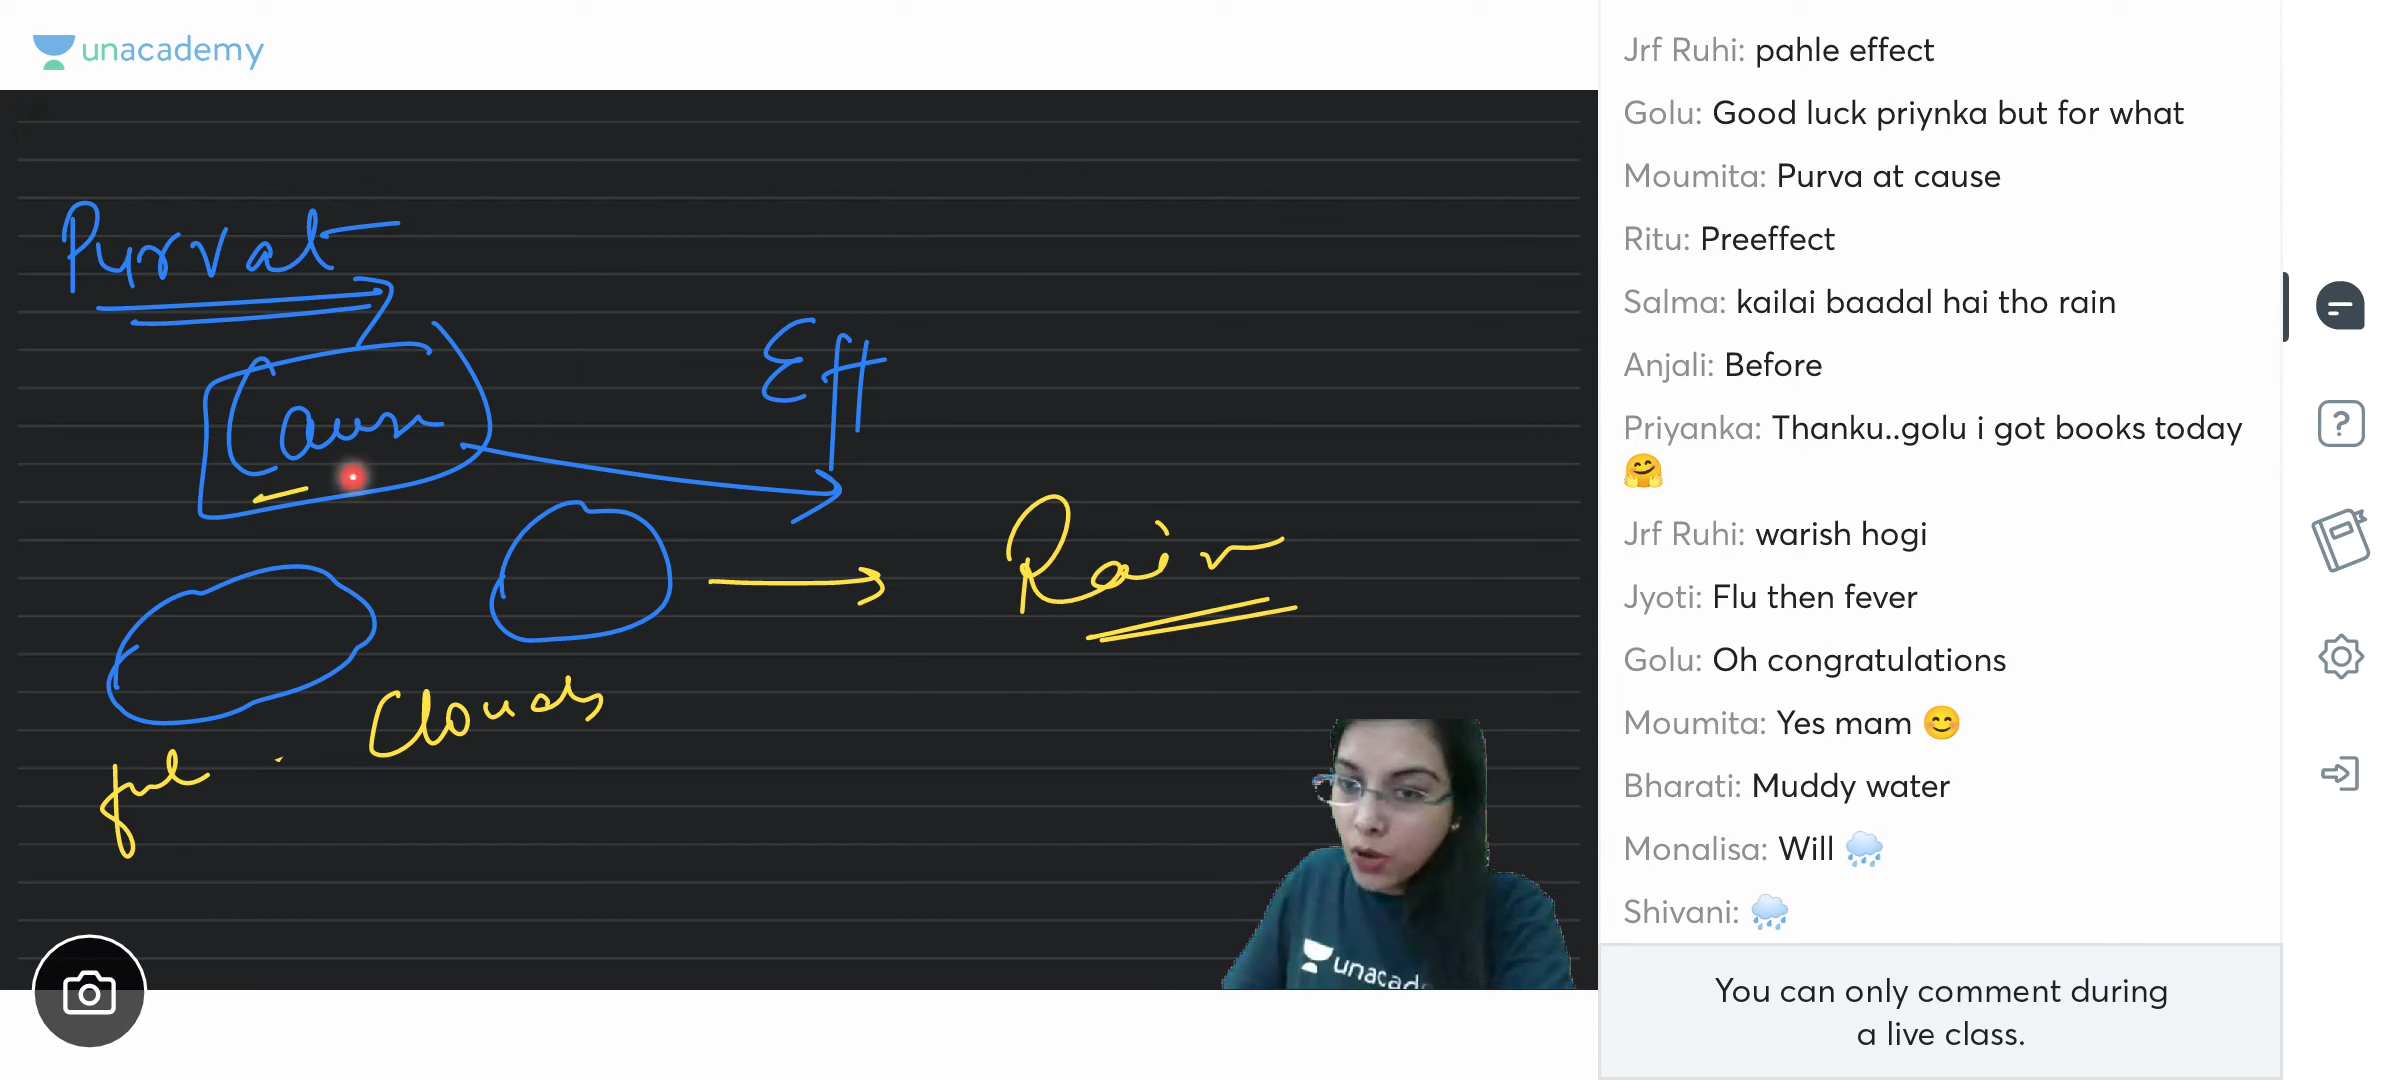 unacademy
Purvat
Cause
Eff
Rain
Clouds
unacade
Jrf Ruhi: pahle effect
Golu: Good luck priynka but for what
Moumita: Purva at cause
Ritu: Preeffect
Salma: kailai baadal hai tho rain
Anjali: Before
Priyanka: Thanku..golu i got books today
🤗
Jrf Ruhi: warish hogi
Jyoti: Flu then fever
Golu: Oh congratulations
Moumita: Yes mam 😊
Bharati: Muddy water
Monalisa: Will 🌧️
Shivani: 🌧️
You can only comment during
a live class.